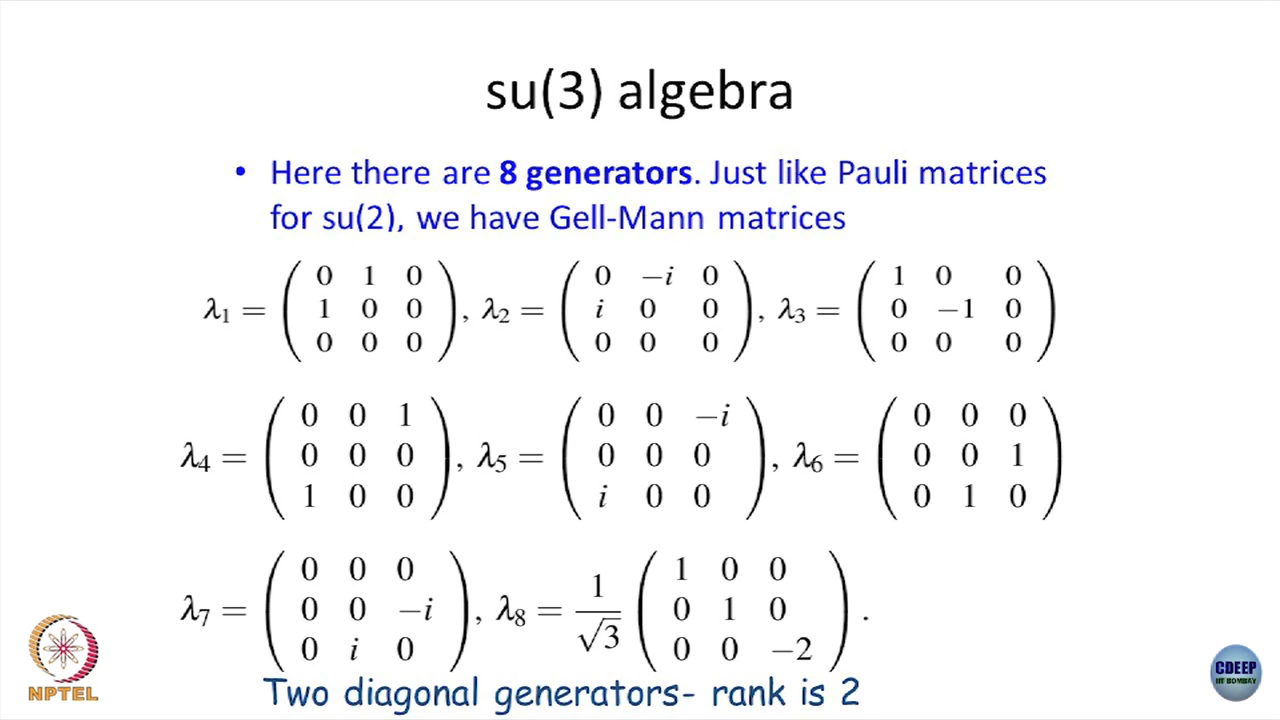 su(3) algebra
• Here there are 8 generators. Just like Pauli matrices
for su(2), we have Gell-Mann matrices
λ₁ = ( 0 1 0 ; 1 0 0 ; 0 0 0 ), λ₂ = ( 0 −i 0 ; i 0 0 ; 0 0 0 ), λ₃ = ( 1 0 0 ; 0 −1 0 ; 0 0 0 )
λ₄ = ( 0 0 1 ; 0 0 0 ; 1 0 0 ), λ₅ = ( 0 0 −i ; 0 0 0 ; i 0 0 ), λ₆ = ( 0 0 0 ; 0 0 1 ; 0 1 0 )
λ₇ = ( 0 0 0 ; 0 0 −i ; 0 i 0 ), λ₈ = 1/√3 ( 1 0 0 ; 0 1 0 ; 0 0 −2 ).
Two diagonal generators- rank is 2
NPTEL
CDEEP
IIT BOMBAY